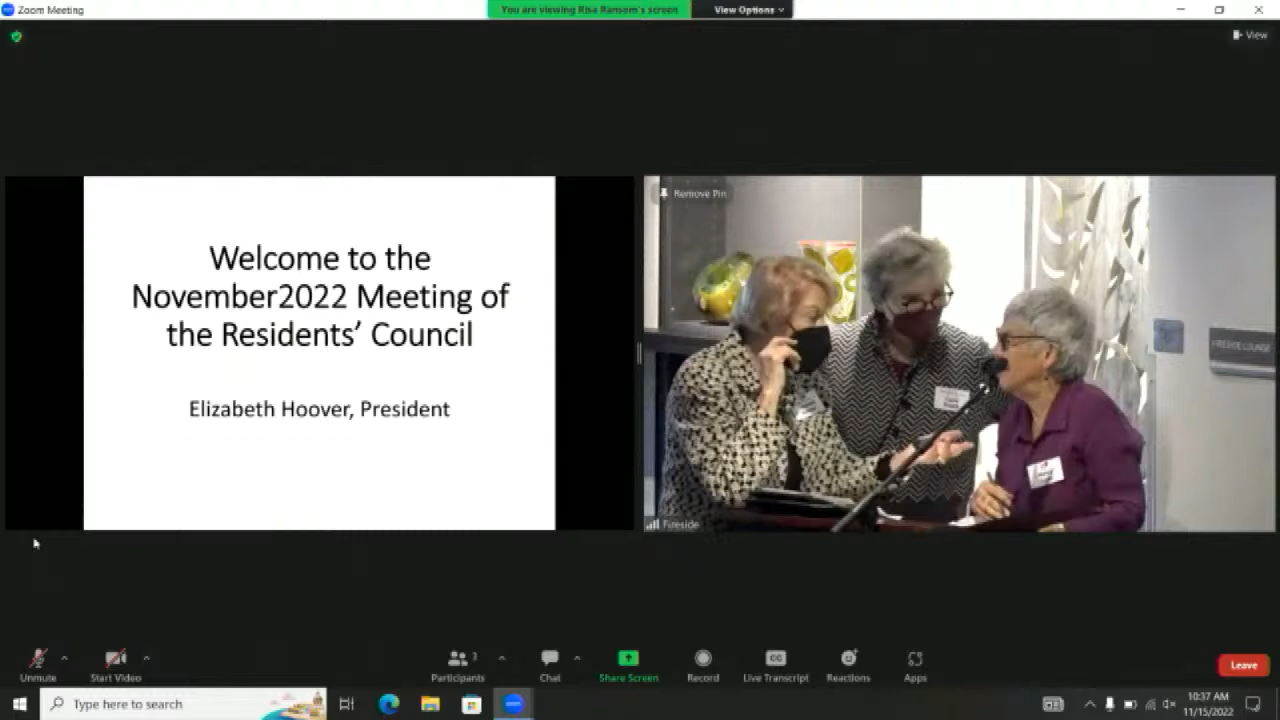 Zoom Meeting
You are viewing Risa Ransom's screen
View Options
View
Remove Pin
Welcome to the
November2022 Meeting of
the Residents' Council
Elizabeth Hoover, President
FIRESIDE LOUNGE
Fireside
Unmute
Start Video
Participants
3
Chat
Share Screen
Record
CC
Live Transcript
Reactions
Apps
Leave
Type here to search
10:37 AM
11/15/2022